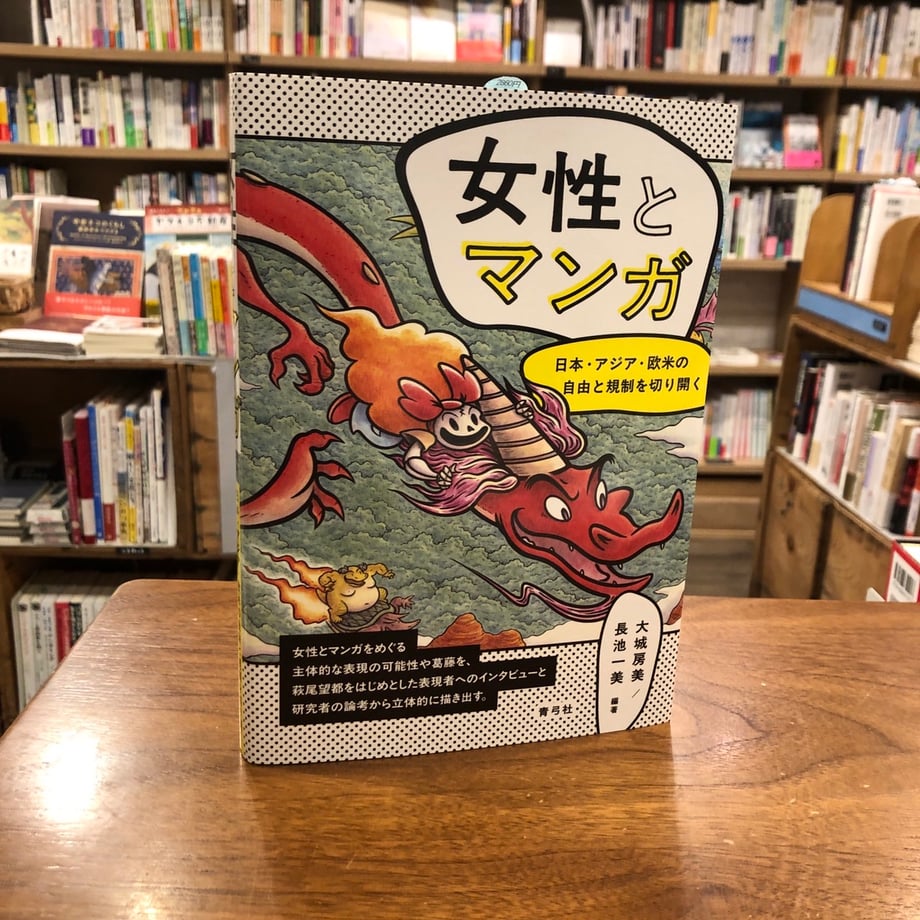 女性と
マンガ
日本・アジア・欧米の
自由と規制を切り開く
女性とマンガをめぐる
主体的な表現の可能性や葛藤を、
萩尾望都をはじめとした表現者へのインタビューと
研究者の論考から立体的に描き出す。
大城房美／
長池一美
編著
青弓社